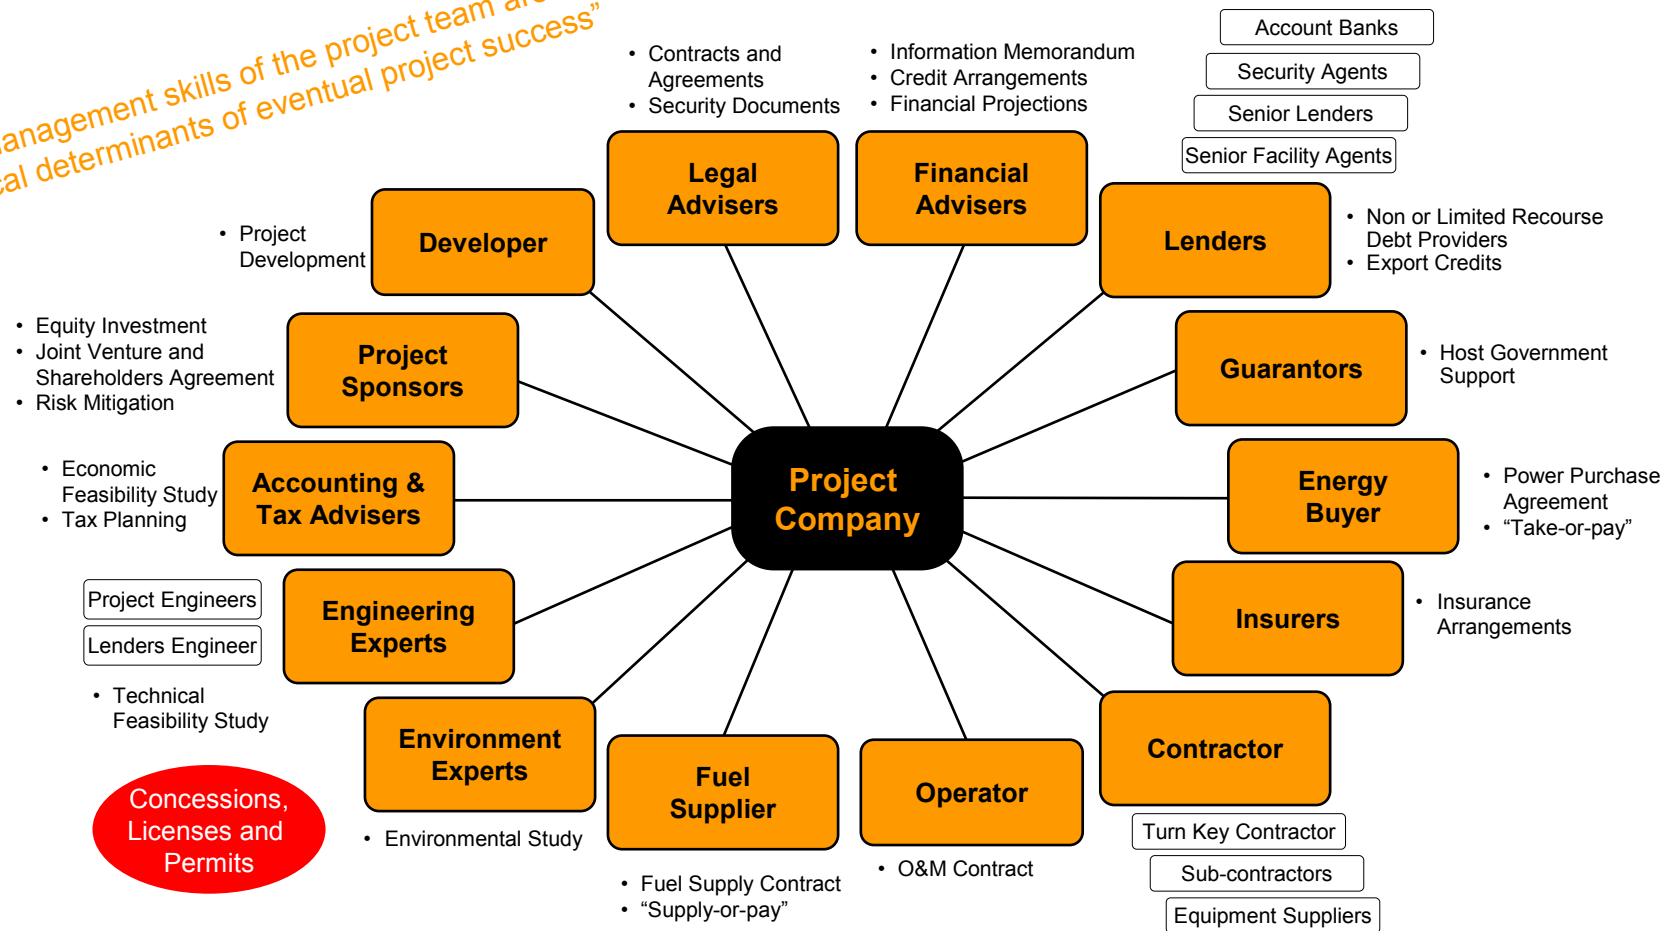 management skills of the project team are
cal determinants of eventual project success”
• Contracts and
Agreements
• Security Documents
• Information Memorandum
• Credit Arrangements
• Financial Projections
Account Banks
Security Agents
Senior Lenders
Senior Facility Agents
Legal
Advisers
Financial
Advisers
Developer
• Project
Development
Lenders
• Non or Limited Recourse
Debt Providers
• Export Credits
• Equity Investment
• Joint Venture and
Shareholders Agreement
• Risk Mitigation
Project
Sponsors
Guarantors
• Host Government
Support
• Economic
Feasibility Study
• Tax Planning
Accounting &
Tax Advisers
Project
Company
Energy
Buyer
• Power Purchase
Agreement
• “Take-or-pay”
Project Engineers
Lenders Engineer
• Technical
Feasibility Study
Engineering
Experts
Insurers
• Insurance
Arrangements
Environment
Experts
• Environmental Study
Fuel
Supplier
• Fuel Supply Contract
• “Supply-or-pay”
Operator
• O&M Contract
Contractor
Turn Key Contractor
Sub-contractors
Equipment Suppliers
Concessions,
Licenses and
Permits